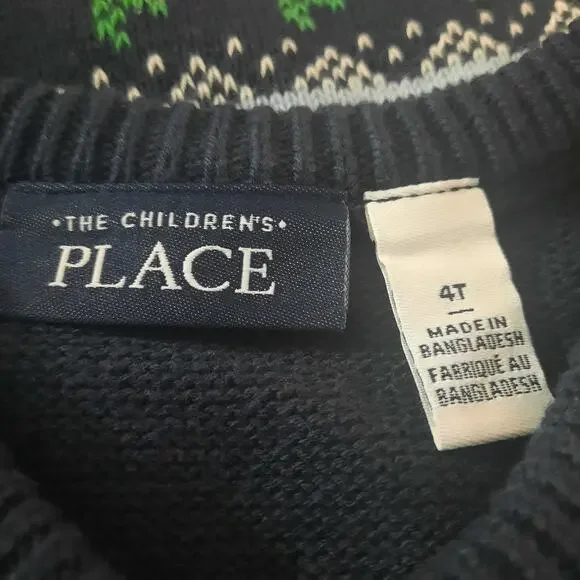 •THE CHILDREN'S•
PLACE
4T
MADE IN
BANGLADESH
FABRIQUÉ AU
BANGLADESH